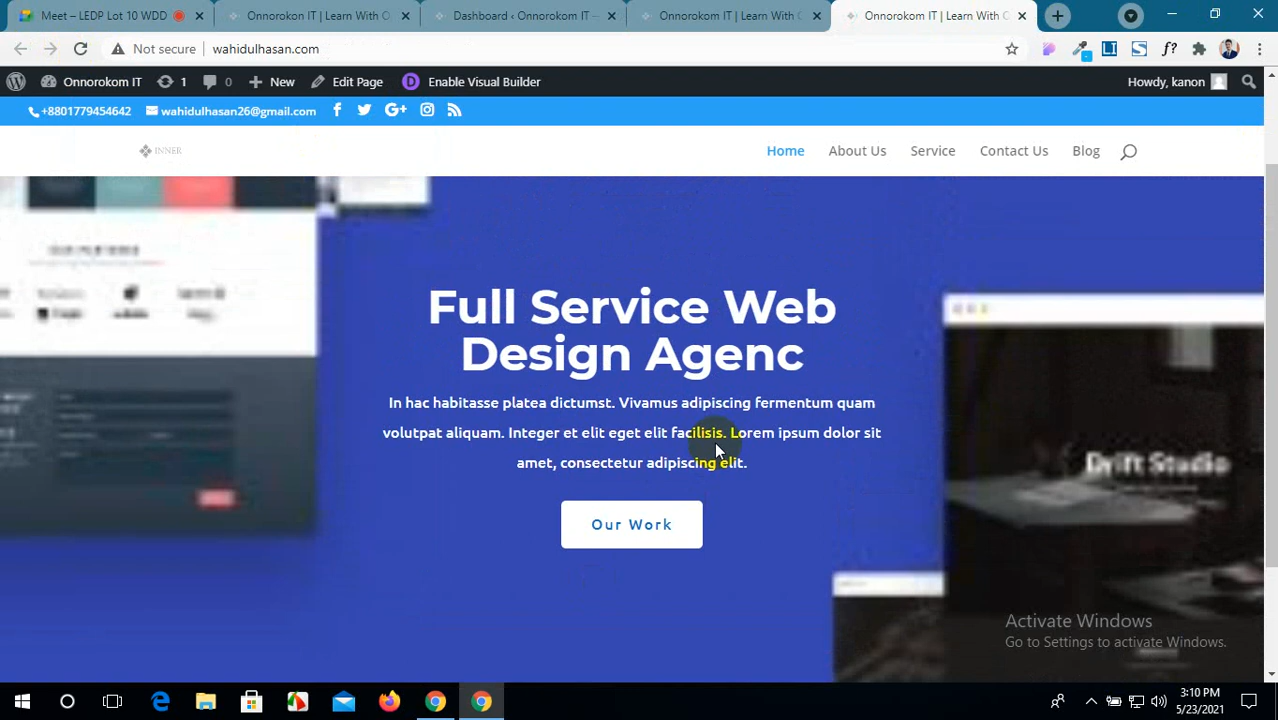 Meet – LEDP Lot 10 WDD
Onnorokon IT | Learn With O
Dashboard ‹ Onnorokom IT —
Onnorokom IT | Learn With O
Onnorokom IT | Learn With O
Not secure
wahidulhasan.com
Onnorokom IT
1
0
New
Edit Page
Enable Visual Builder
Howdy, kanon
+8801779454642
wahidulhasan26@gmail.com
INNER
Home
About Us
Service
Contact Us
Blog
Full Service Web
Design Agenc
In hac habitasse platea dictumst. Vivamus adipiscing fermentum quam
volutpat aliquam. Integer et elit eget elit facilisis. Lorem ipsum dolor sit
amet, consectetur adipiscing elit.
Our Work
Drift Studio
Activate Windows
Go to Settings to activate Windows.
3:10 PM
5/23/2021